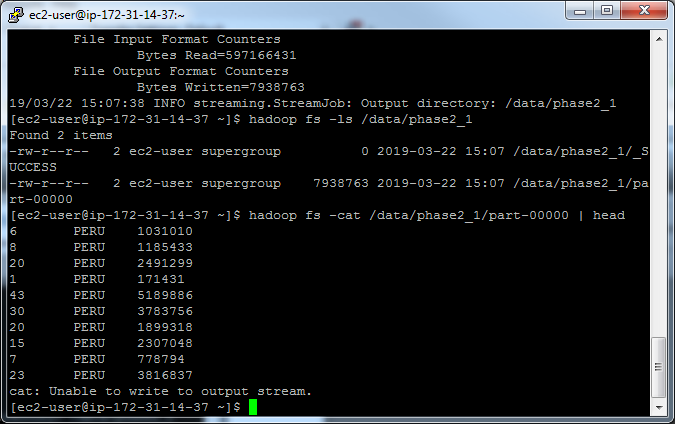 ec2-user@ip-172-31-14-37:~
File Input Format Counters
Bytes Read=597166431
File Output Format Counters
Bytes Written=7938763
19/03/22 15:07:38 INFO streaming.StreamJob: Output directory: /data/phase2_1
[ec2-user@ip-172-31-14-37]$ hadoop fs -ls /data/phase2_1
Found 2 items
-rw-r--r--   2 ec2-user supergroup          0 2019-03-22 15:07 /data/phase2_1/_S
UCCESS
-rw-r--r--   2 ec2-user supergroup    7938763 2019-03-22 15:07 /data/phase2_1/pa
rt-00000
[ec2-user@ip-172-31-14-37]$ hadoop fs -cat /data/phase2_1/part-00000 | head
6       PERU    1031010
8       PERU    1185433
20      PERU    2491299
1       PERU    171431
43      PERU    5189886
30      PERU    3783756
20      PERU    1899318
15      PERU    2307048
7       PERU    778794
23      PERU    3816837
cat: Unable to write to output stream.
[ec2-user@ip-172-31-14-37]$